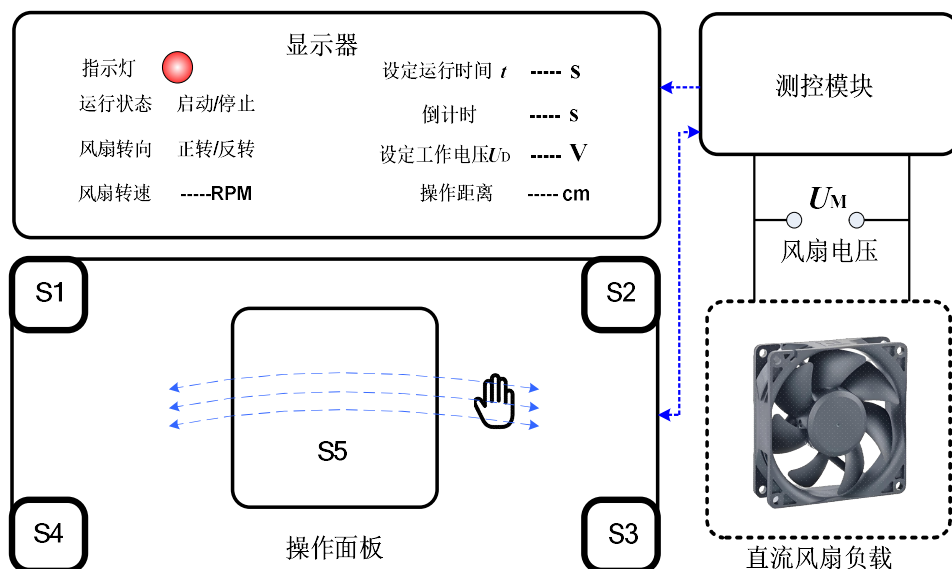 显示器
指示灯
运行状态 启动/停止
风扇转向 正转/反转
风扇转速 -----RPM
设定运行时间 t ----- s
倒计时 ----- s
设定工作电压UD ----- V
操作距离 ----- cm
测控模块
UM
风扇电压
S1
S2
S5
S4
S3
操作面板
直流风扇负载